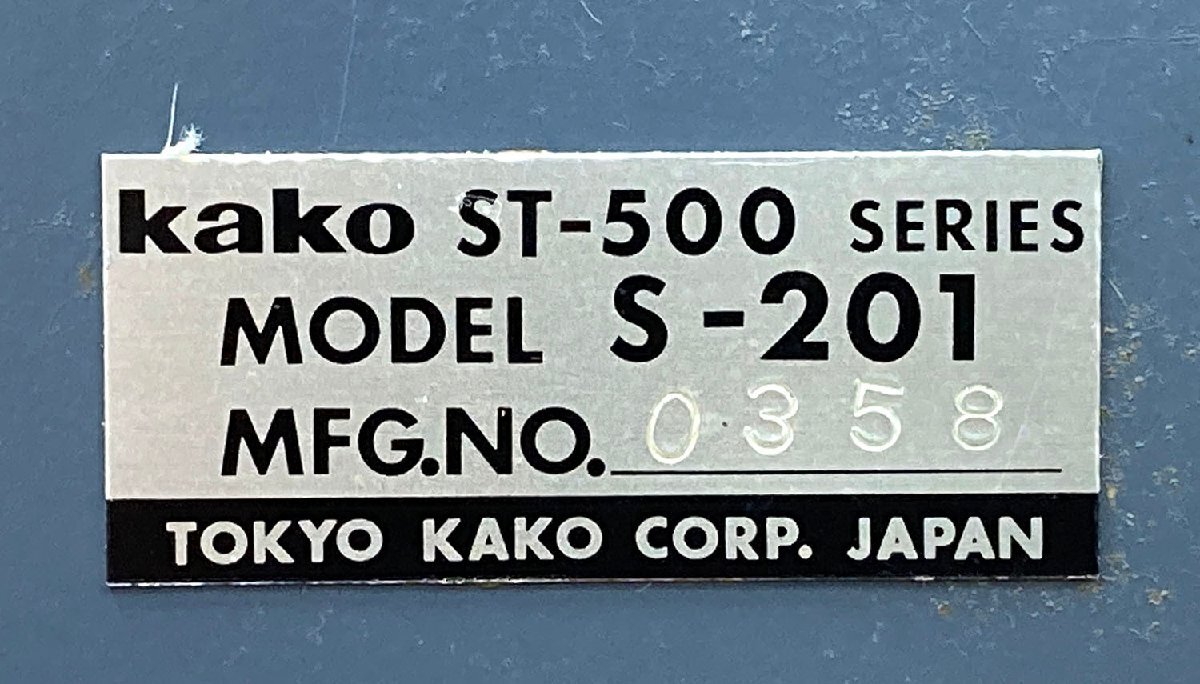 kako ST-500 SERIES
MODEL S-201
MFG.NO. 0358
TOKYO KAKO CORP. JAPAN